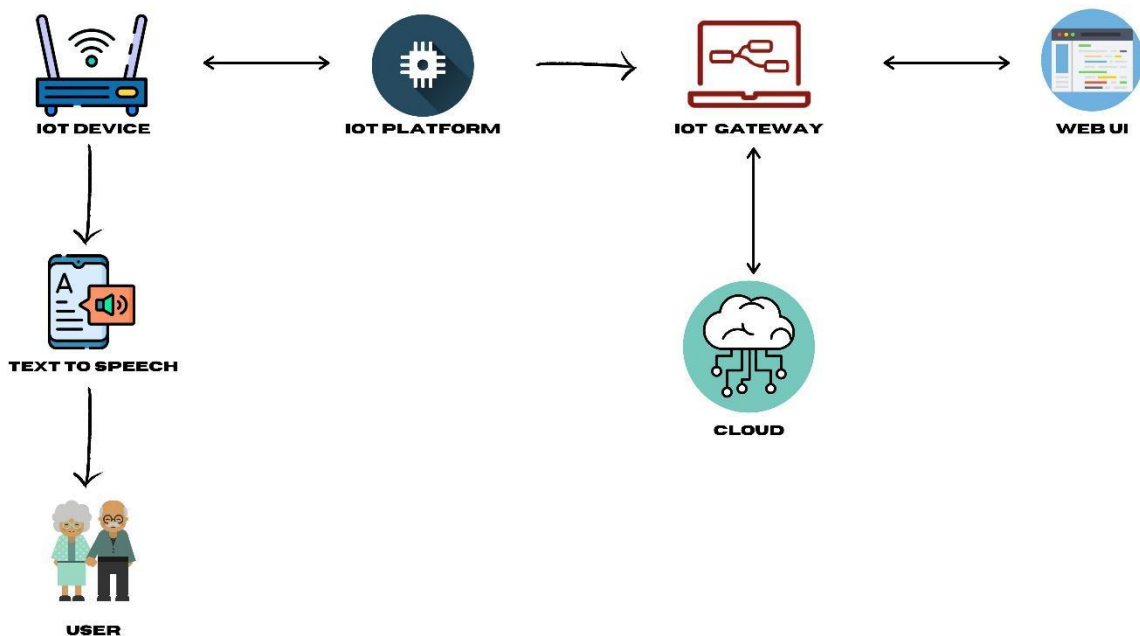 IOT DEVICE
IOT PLATFORM
IOT GATEWAY
WEB UI
A
TEXT TO SPEECH
CLOUD
USER